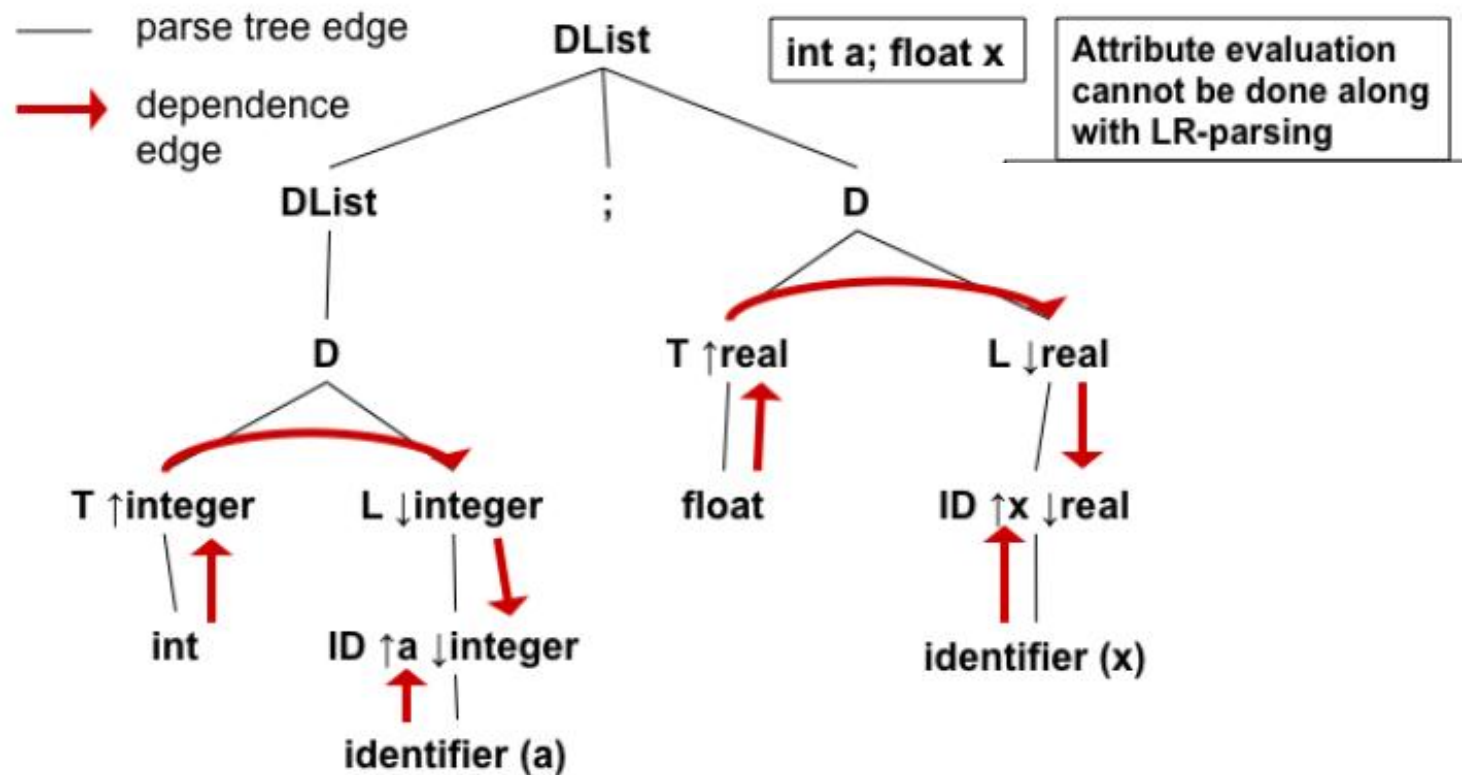 parse tree edge
dependence
edge
DList
int a; float x
Attribute evaluation
cannot be done along
with LR-parsing
DList ; D
D
T ↑real L ↓real
T ↑integer L ↓integer
float ID ↑x ↓real
int ID ↑a ↓integer
identifier (x)
identifier (a)